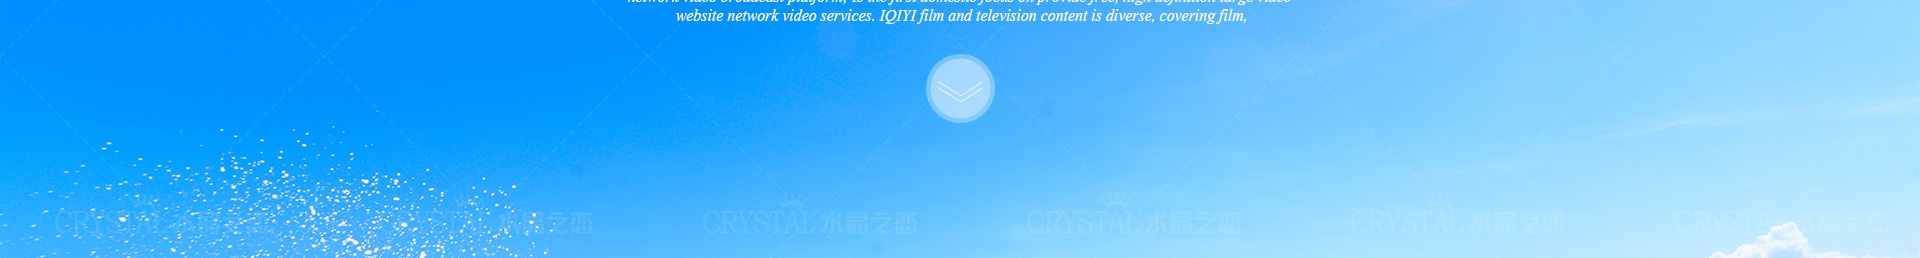 network video broadcast platform, is the first domestic focus on provide free, high definition large video
website network video services. IQIYI film and television content is diverse, covering film,
CRYSTAL 水晶之恋 CRYSTAL 水晶之恋 CRYSTAL 水晶之恋 CRYSTAL 水晶之恋 CRYSTAL 水晶之恋 CRYSTAL 水晶之恋